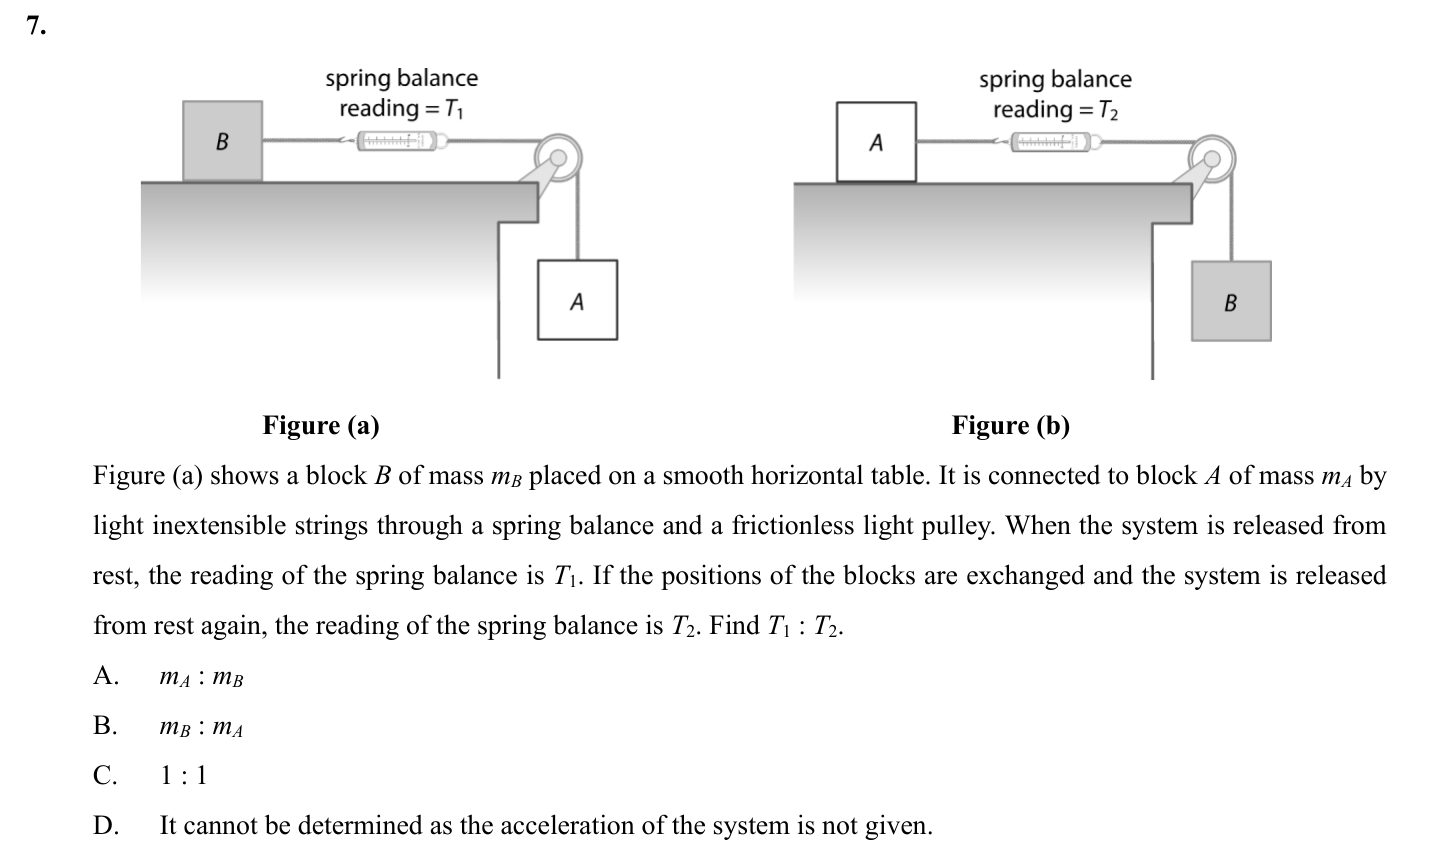 7.
spring balance
reading = T₁
B
A
spring balance
reading = T₂
A
B
Figure (a)
Figure (b)
Figure (a) shows a block B of mass mB placed on a smooth horizontal table. It is connected to block A of mass mA by
light inextensible strings through a spring balance and a frictionless light pulley. When the system is released from
rest, the reading of the spring balance is T₁. If the positions of the blocks are exchanged and the system is released
from rest again, the reading of the spring balance is T₂. Find T₁ : T₂.
A. mA : mB
B. mB : mA
C. 1 : 1
D. It cannot be determined as the acceleration of the system is not given.